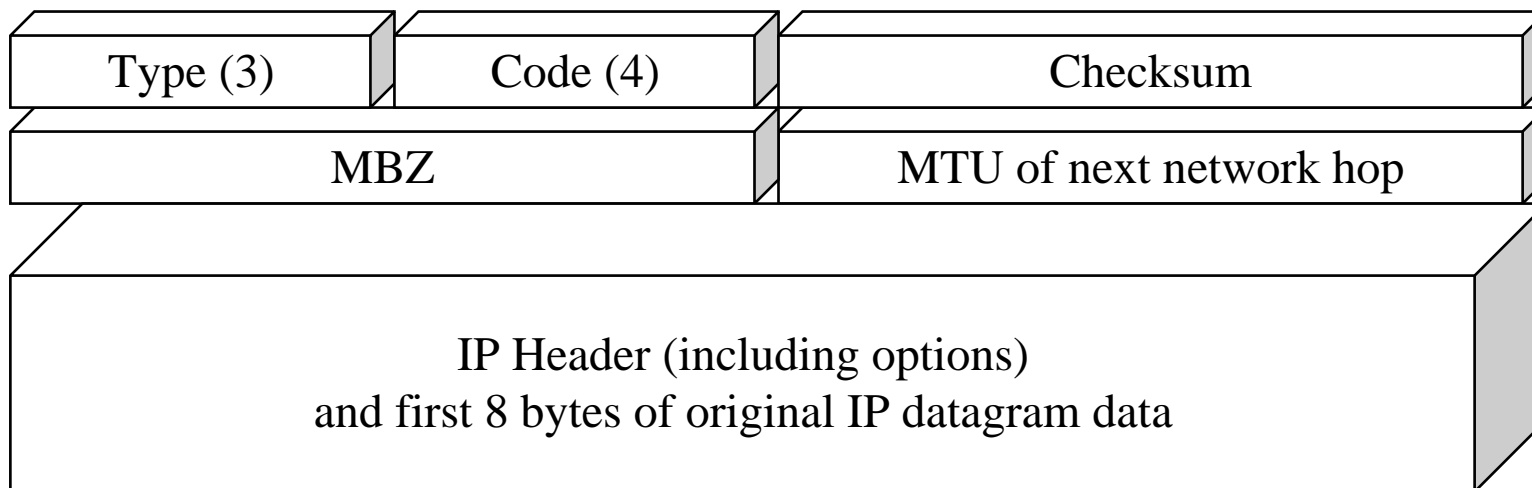 Type (3)
Code (4)
Checksum
MBZ
MTU of next network hop
IP Header (including options)
and first 8 bytes of original IP datagram data